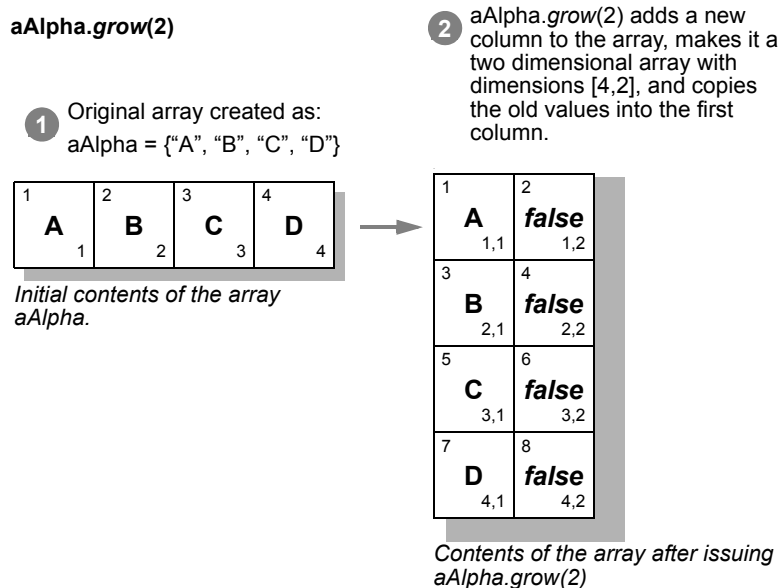 aAlpha.grow(2)
1
Original array created as:
aAlpha = {“A”, “B”, “C”, “D”}
1 2 3 4
A B C D
1 2 3 4
Initial contents of the array
aAlpha.
2
aAlpha.grow(2) adds a new
column to the array, makes it a
two dimensional array with
dimensions [4,2], and copies
the old values into the first
column.
1 2
A false
1,1 1,2
3 4
B false
2,1 2,2
5 6
C false
3,1 3,2
7 8
D false
4,1 4,2
Contents of the array after issuing
aAlpha.grow(2)